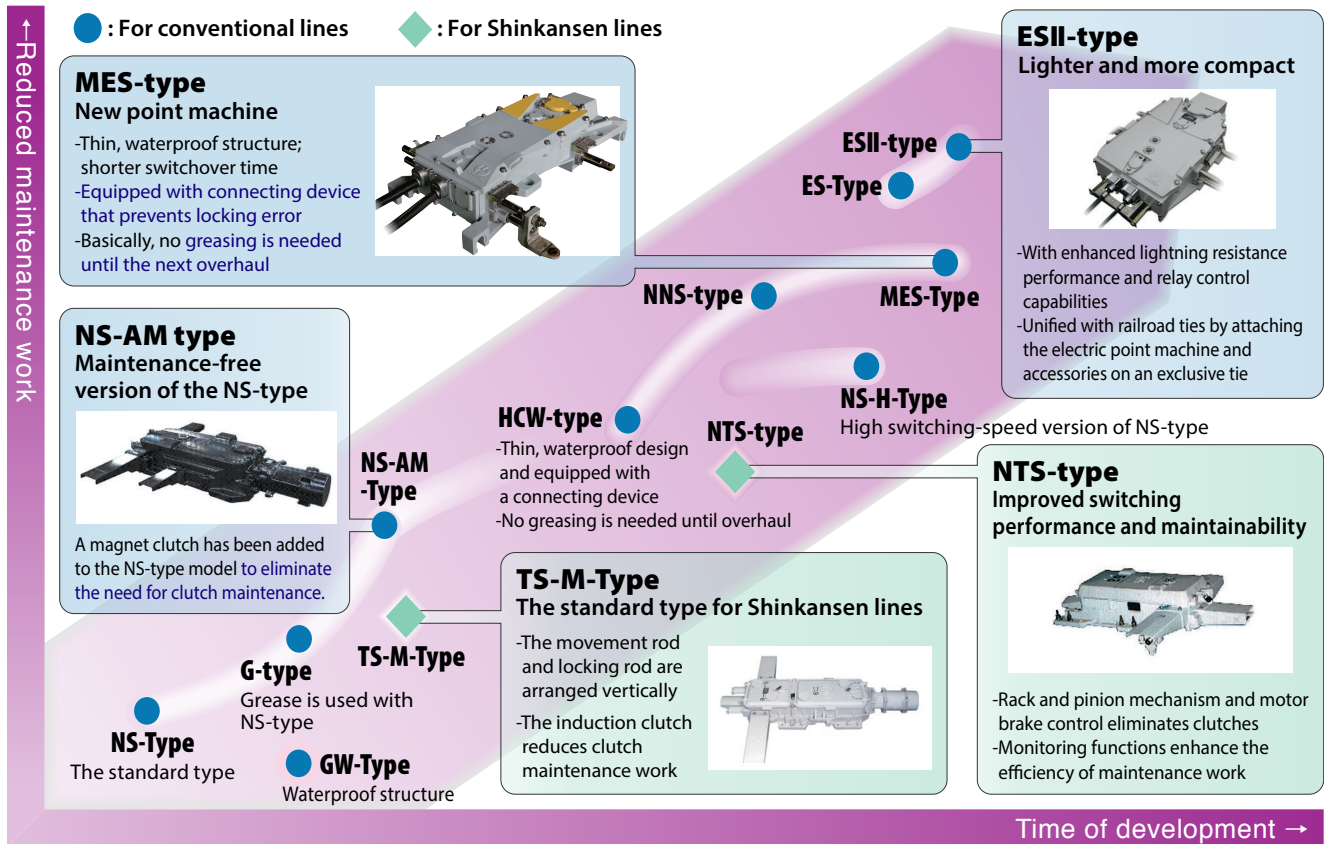 ←Reduced maintenance work
: For conventional lines
: For Shinkansen lines
MES-type
New point machine
-Thin, waterproof structure;
shorter switchover time
-Equipped with connecting device
that prevents locking error
-Basically, no greasing is needed
until the next overhaul
ESII-type
Lighter and more compact
-With enhanced lightning resistance
performance and relay control
capabilities
-Unified with railroad ties by attaching
the electric point machine and
accessories on an exclusive tie
ESII-type
ES-Type
NNS-type
MES-Type
NS-AM type
Maintenance-free
version of the NS-type
A magnet clutch has been added
to the NS-type model to eliminate
the need for clutch maintenance.
NS-AM
-Type
HCW-type
-Thin, waterproof design
and equipped with
a connecting device
-No greasing is needed until overhaul
NS-H-Type
High switching-speed version of NS-type
NTS-type
NTS-type
Improved switching
performance and maintainability
-Rack and pinion mechanism and motor
brake control eliminates clutches
-Monitoring functions enhance the
efficiency of maintenance work
TS-M-Type
The standard type for Shinkansen lines
-The movement rod
and locking rod are
arranged vertically
-The induction clutch
reduces clutch
maintenance work
TS-M-Type
G-type
Grease is used with
NS-type
NS-Type
The standard type
GW-Type
Waterproof structure
Time of development →